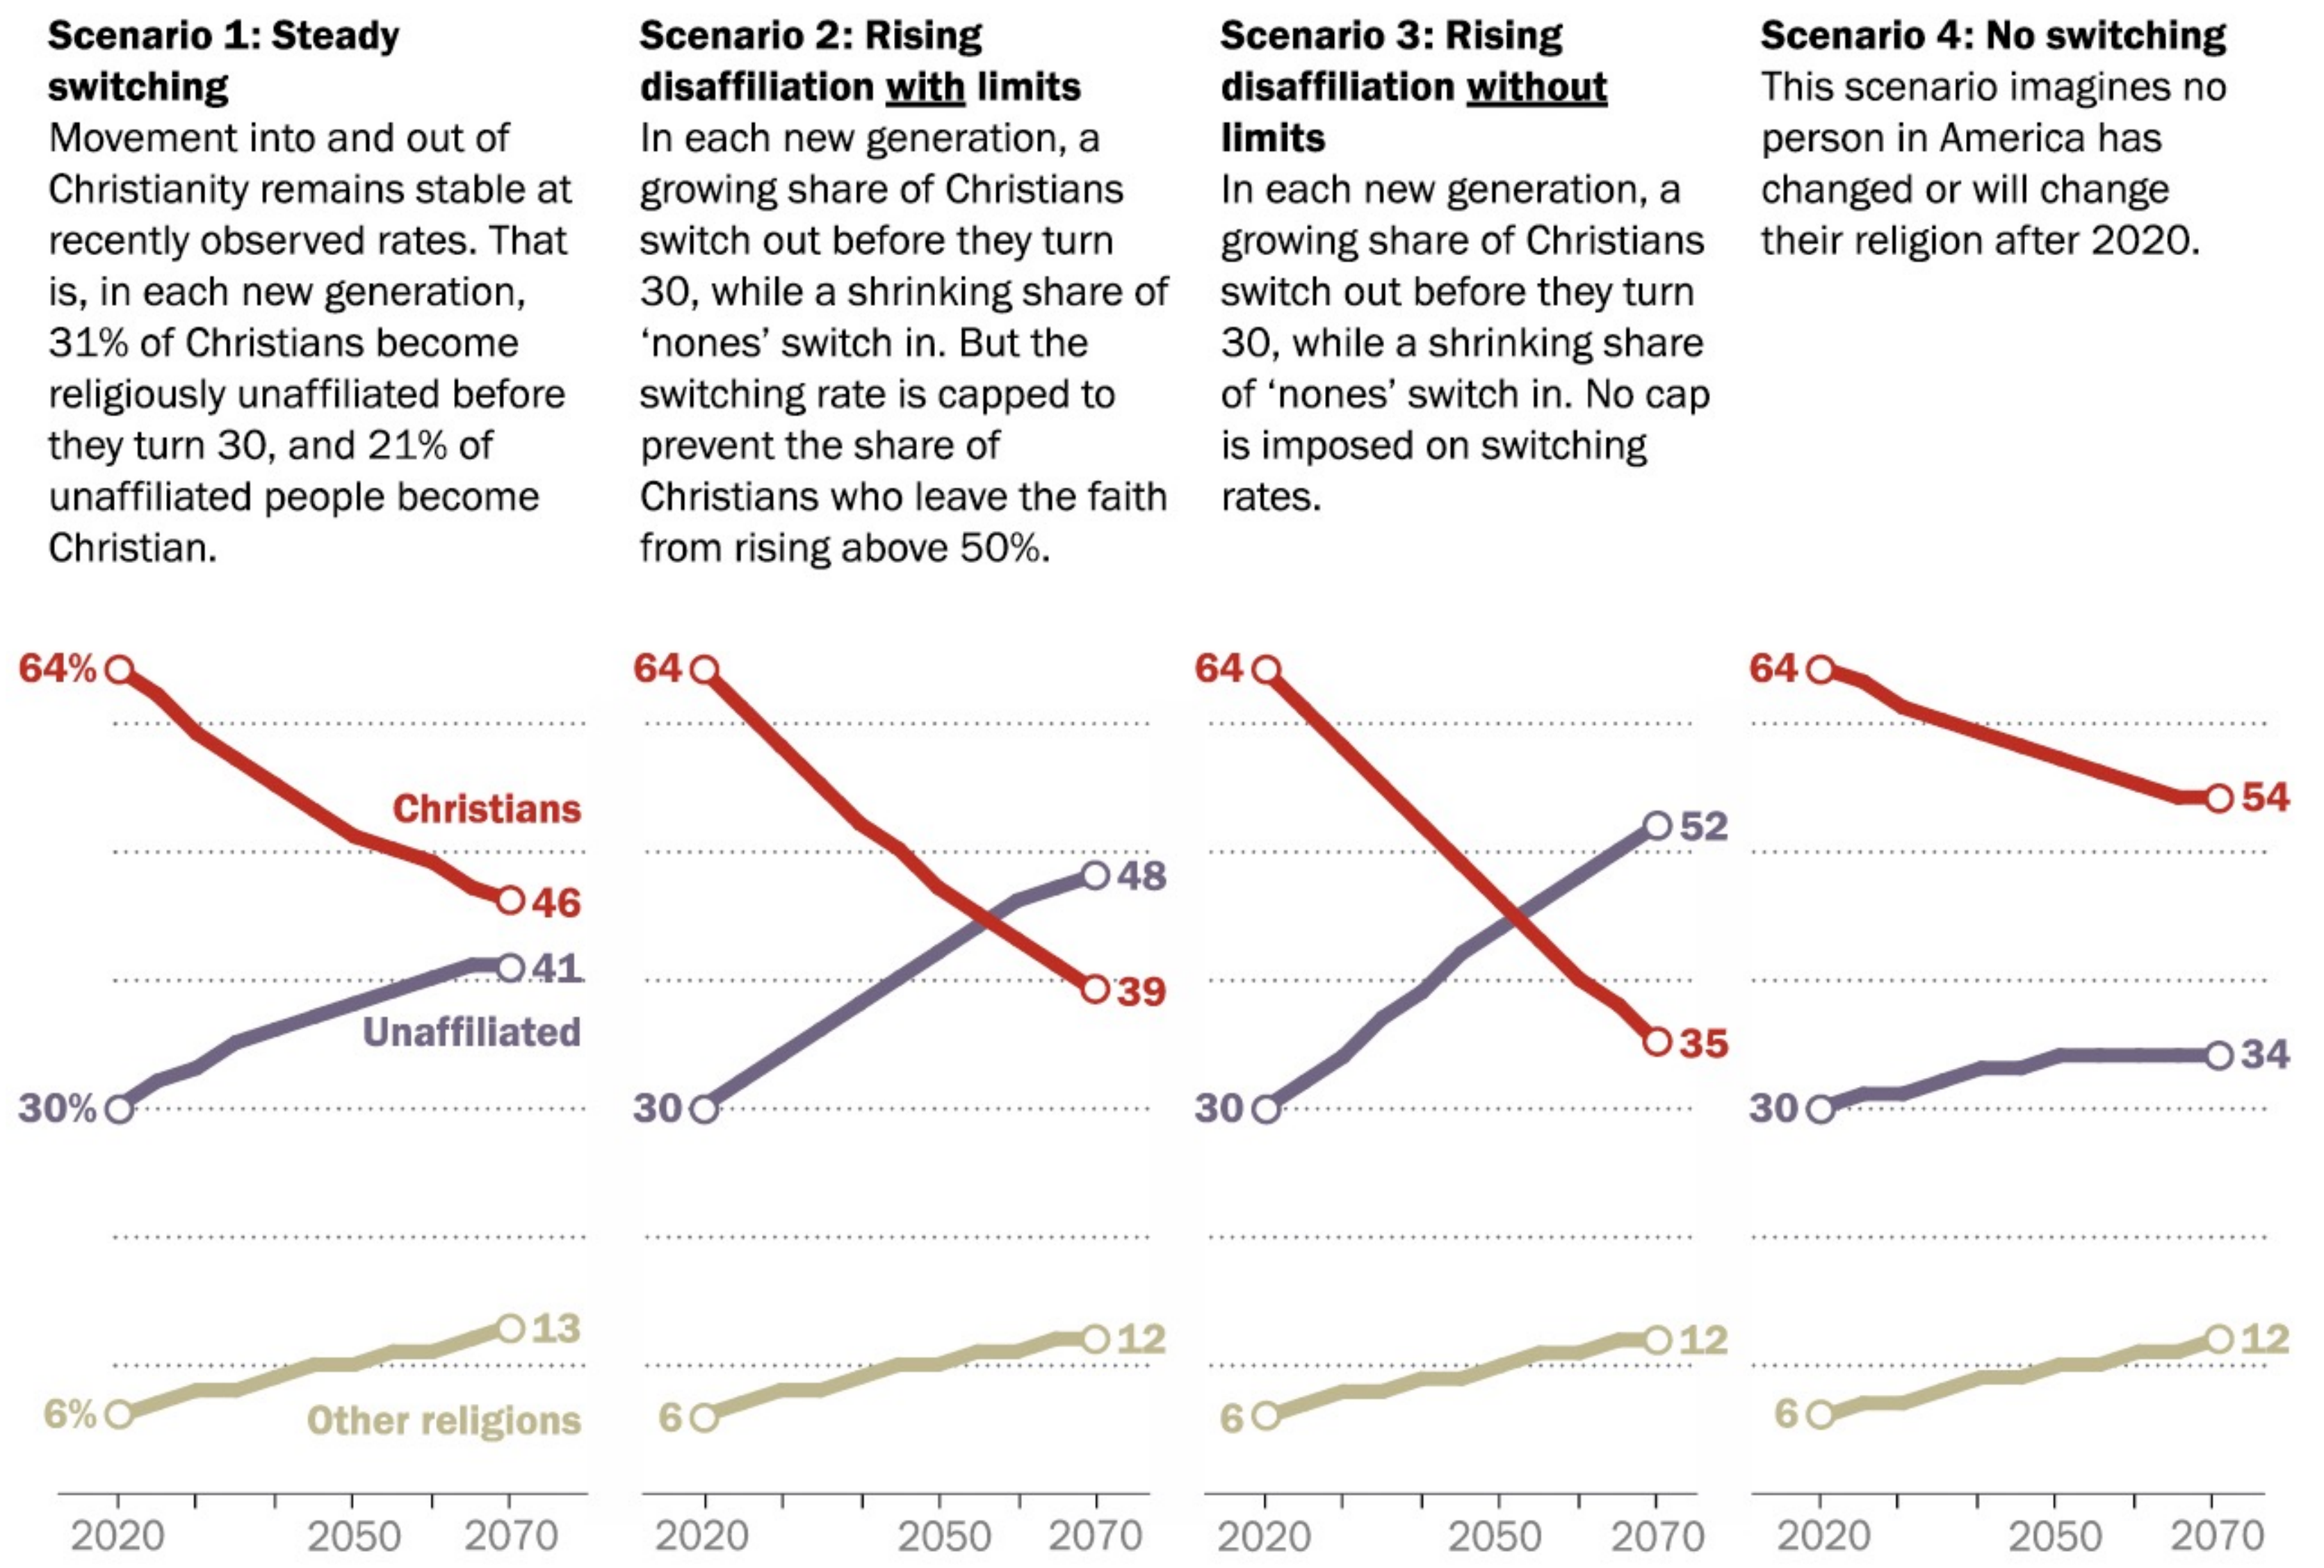 Scenario 1: Steady
switching
Movement into and out of
Christianity remains stable at
recently observed rates. That
is, in each new generation,
31% of Christians become
religiously unaffiliated before
they turn 30, and 21% of
unaffiliated people become
Christian.
Scenario 2: Rising
disaffiliation with limits
In each new generation, a
growing share of Christians
switch out before they turn
30, while a shrinking share of
‘nones’ switch in. But the
switching rate is capped to
prevent the share of
Christians who leave the faith
from rising above 50%.
Scenario 3: Rising
disaffiliation without
limits
In each new generation, a
growing share of Christians
switch out before they turn
30, while a shrinking share
of ‘nones’ switch in. No cap
is imposed on switching
rates.
Scenario 4: No switching
This scenario imagines no
person in America has
changed or will change
their religion after 2020.
64%
Christians
46
41
Unaffiliated
30%
13
6%
Other religions
2020 2050 2070
64
48
39
30
12
6
2020 2050 2070
64
52
35
30
12
6
2020 2050 2070
64
54
34
30
12
6
2020 2050 2070